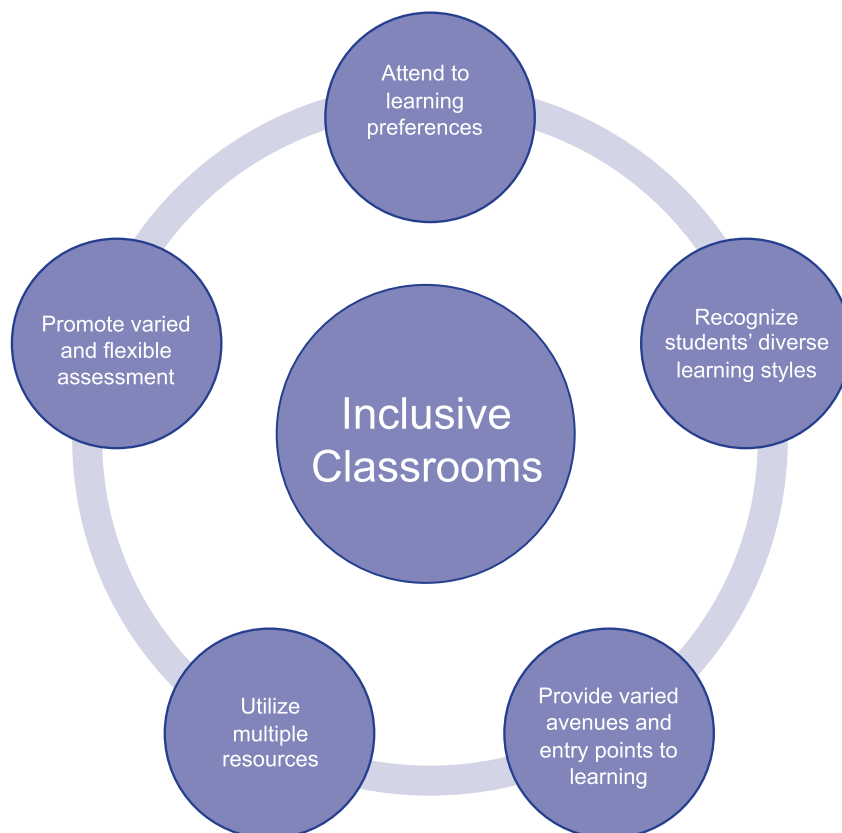 Attend to
learning
preferences
Promote varied
and flexible
assessment
Recognize
students’ diverse
learning styles
Inclusive
Classrooms
Utilize
multiple
resources
Provide varied
avenues and
entry points to
learning